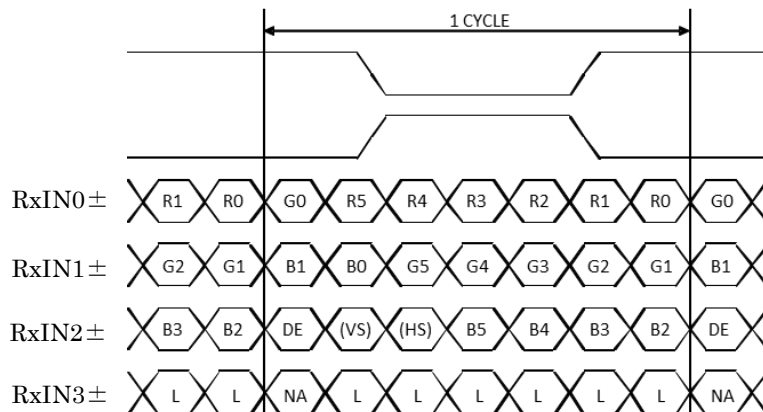 1 CYCLE
RxIN0± R1 R0 G0 R5 R4 R3 R2 R1 R0 G0
RxIN1± G2 G1 B1 B0 G5 G4 G3 G2 G1 B1
RxIN2± B3 B2 DE (VS) (HS) B5 B4 B3 B2 DE
RxIN3± L L NA L L L L L L NA